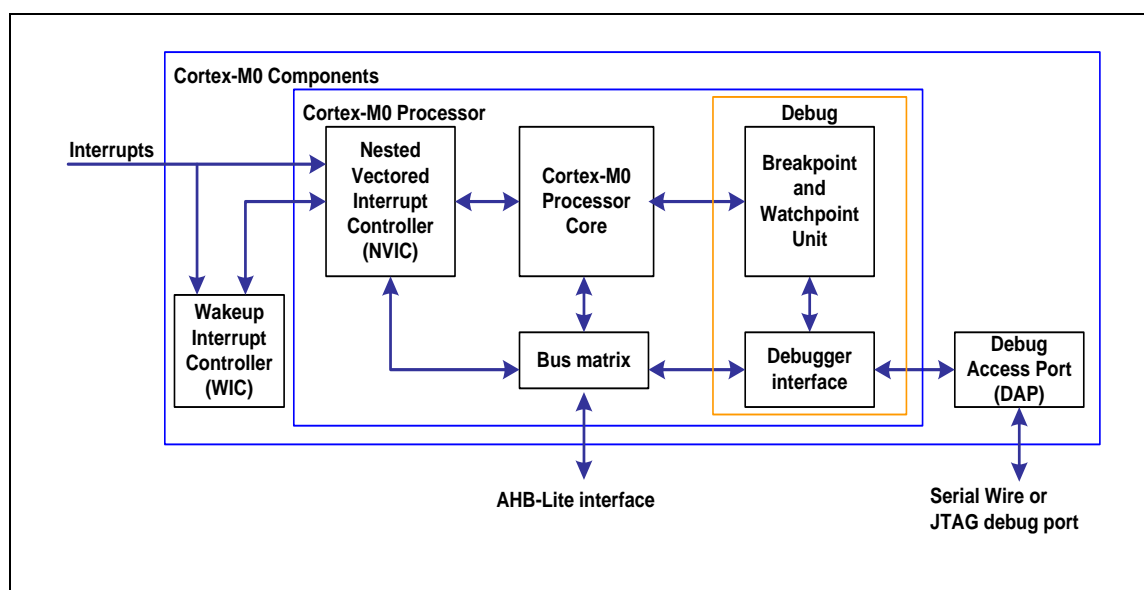 Cortex-M0 Components
Cortex-M0 Processor
Debug
Interrupts
Nested
Vectored
Interrupt
Controller
(NVIC)
Cortex-M0
Processor
Core
Breakpoint
and
Watchpoint
Unit
Wakeup
Interrupt
Controller
(WIC)
Bus matrix
Debugger
interface
Debug
Access Port
(DAP)
AHB-Lite interface
Serial Wire or
JTAG debug port